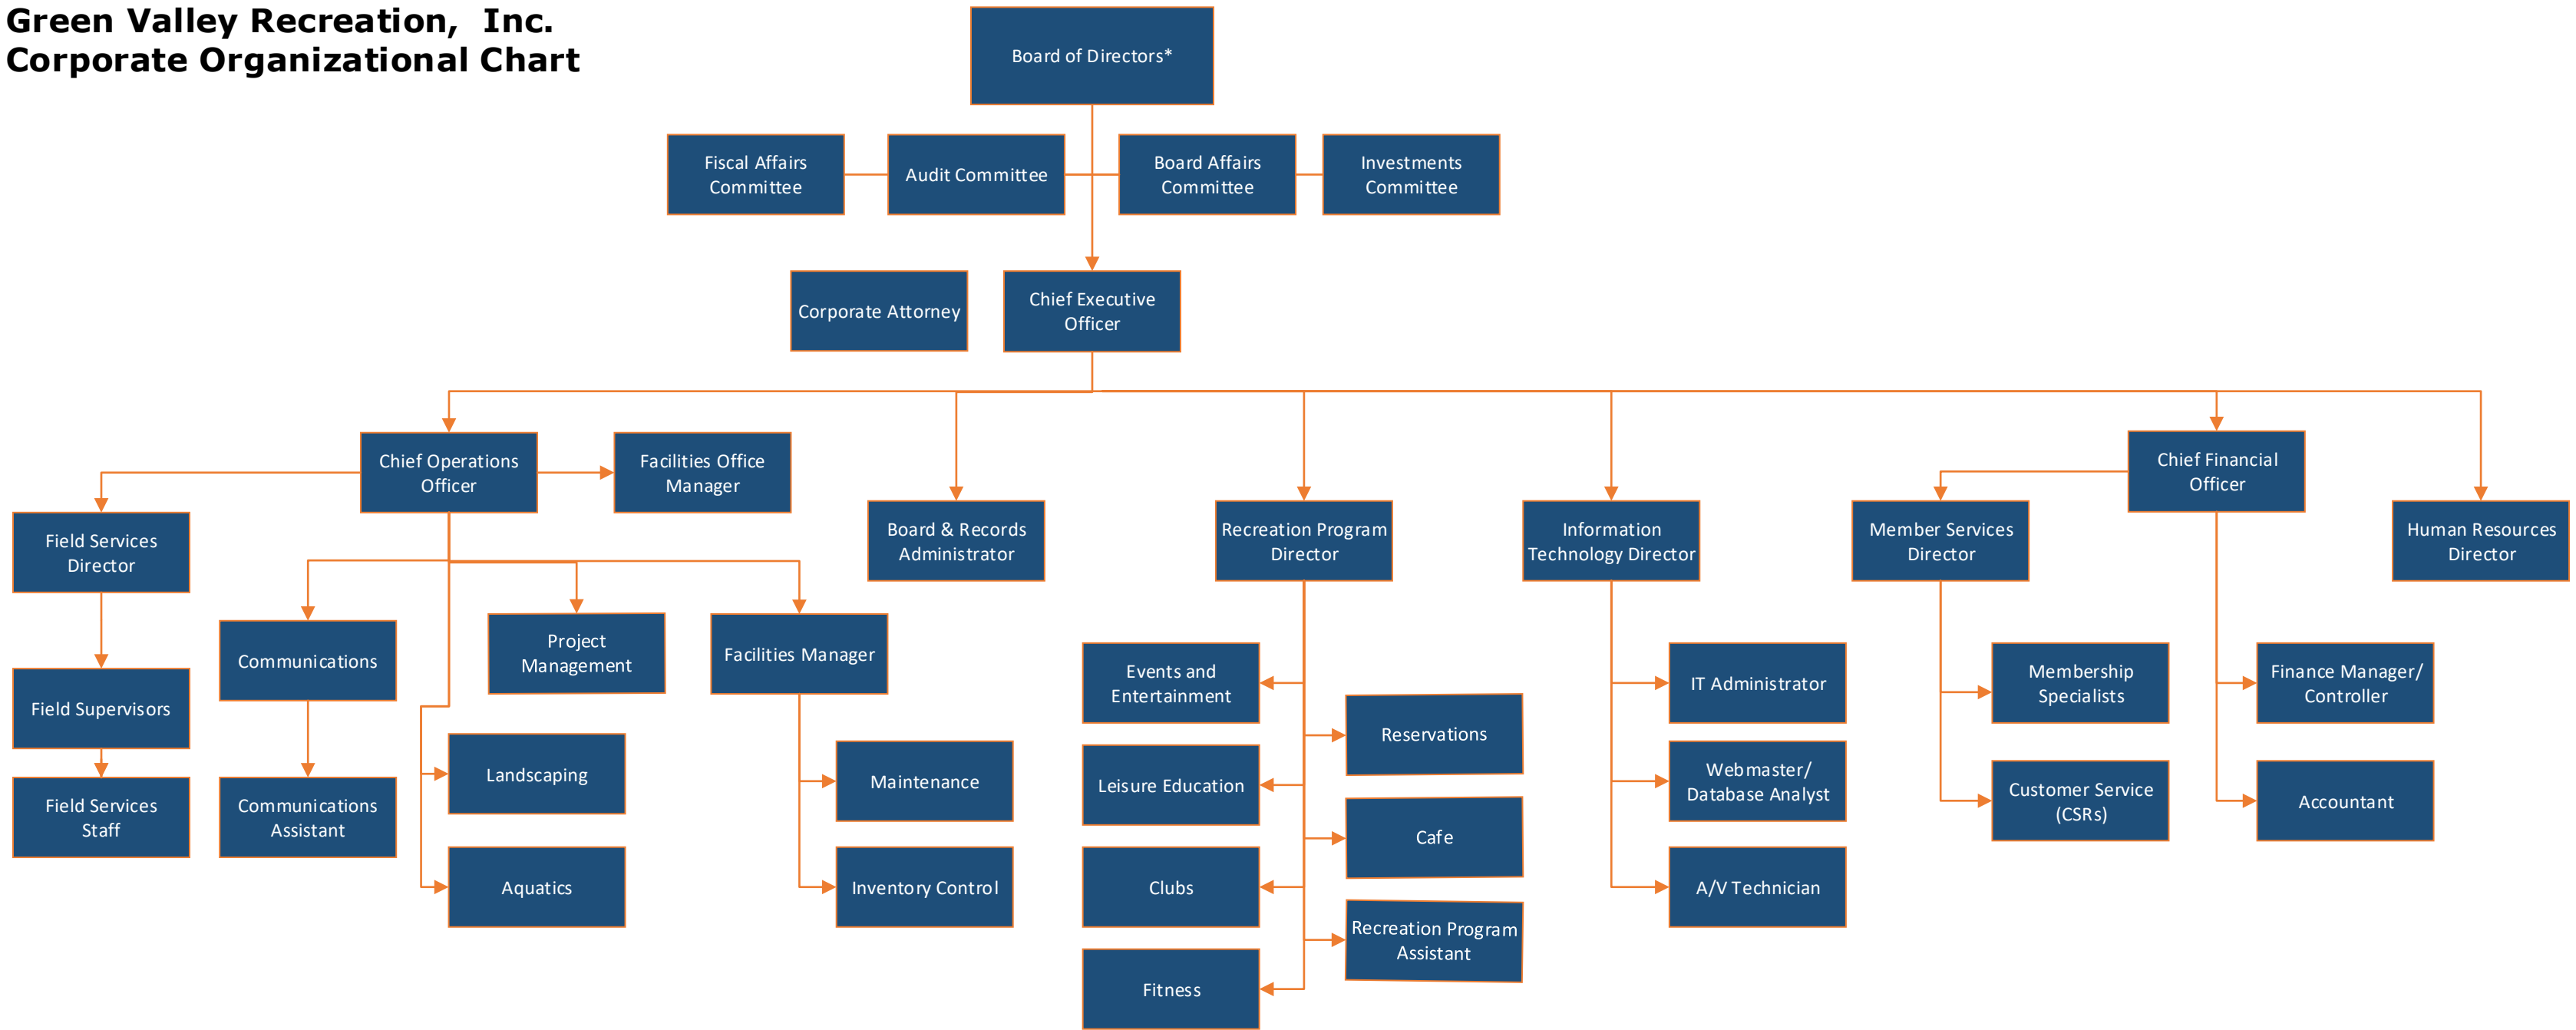 Green Valley Recreation,  Inc.
Corporate Organizational Chart
Board of Directors*
Fiscal Affairs
Committee
Audit Committee
Board Affairs
Committee
Investments
Committee
Corporate Attorney
Chief Executive
Officer
Chief Operations
Officer
Facilities Office
Manager
Chief Financial
Officer
Field Services
Director
Board & Records
Administrator
Recreation Program
Director
Information
Technology Director
Member Services
Director
Human Resources
Director
Communications
Project
Management
Facilities Manager
Field Supervisors
Events and
Entertainment
IT Administrator
Membership
Specialists
Finance Manager/
Controller
Reservations
Landscaping
Maintenance
Leisure Education
Webmaster/
Database Analyst
Field Services
Staff
Communications
Assistant
Customer Service
(CSRs)
Accountant
Cafe
Aquatics
Inventory Control
Clubs
A/V Technician
Recreation Program
Assistant
Fitness